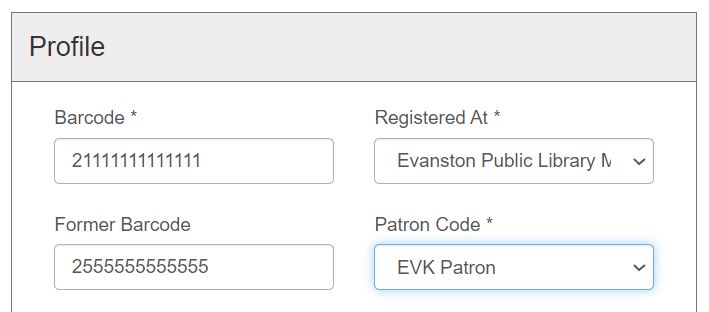 Profile
Barcode *
Registered At *
21111111111111
Evanston Public Library M
Former Barcode
Patron Code *
2555555555555
EVK Patron